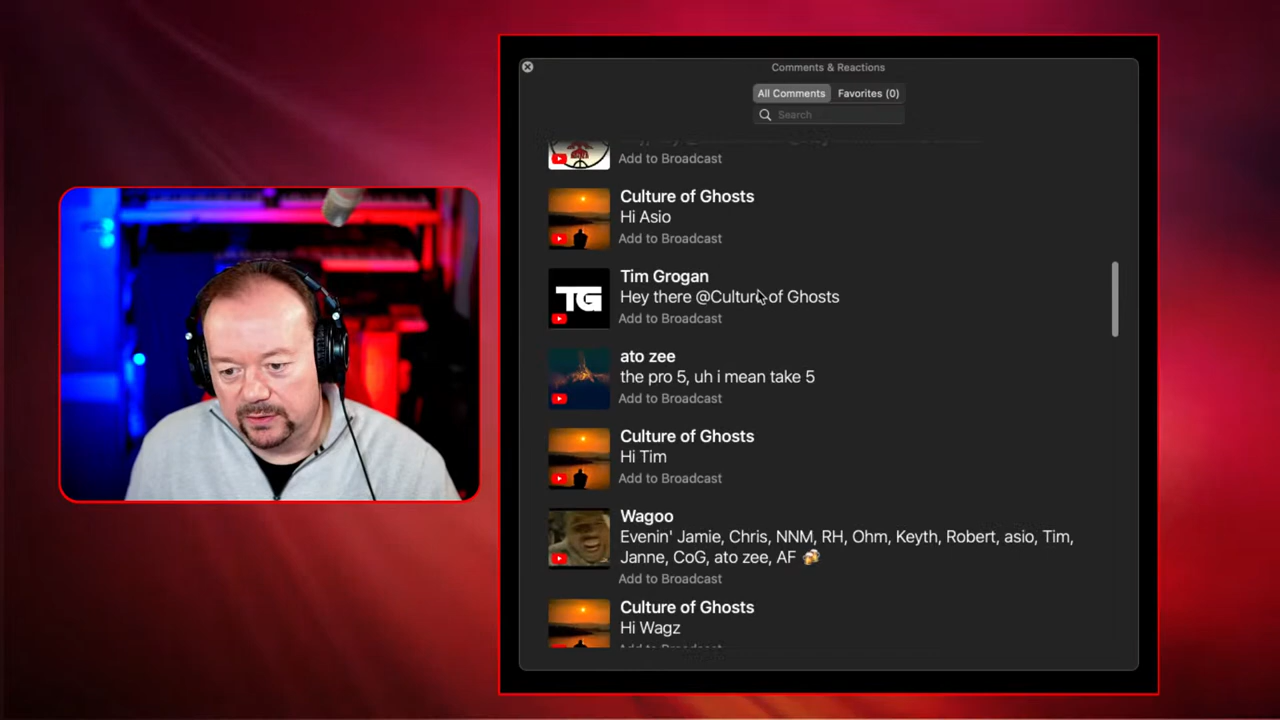 Comments & Reactions
All Comments Favorites (0)
Search
Add to Broadcast
Culture of Ghosts
Hi Asio
Add to Broadcast
TG
Tim Grogan
Hey there @Culture of Ghosts
Add to Broadcast
ato zee
the pro 5, uh i mean take 5
Add to Broadcast
Culture of Ghosts
Hi Tim
Add to Broadcast
Wagoo
Evenin' Jamie, Chris, NNM, RH, Ohm, Keyth, Robert, asio, Tim,
Janne, CoG, ato zee, AF 🍻
Add to Broadcast
Culture of Ghosts
Hi Wagz
Add to Broadcast